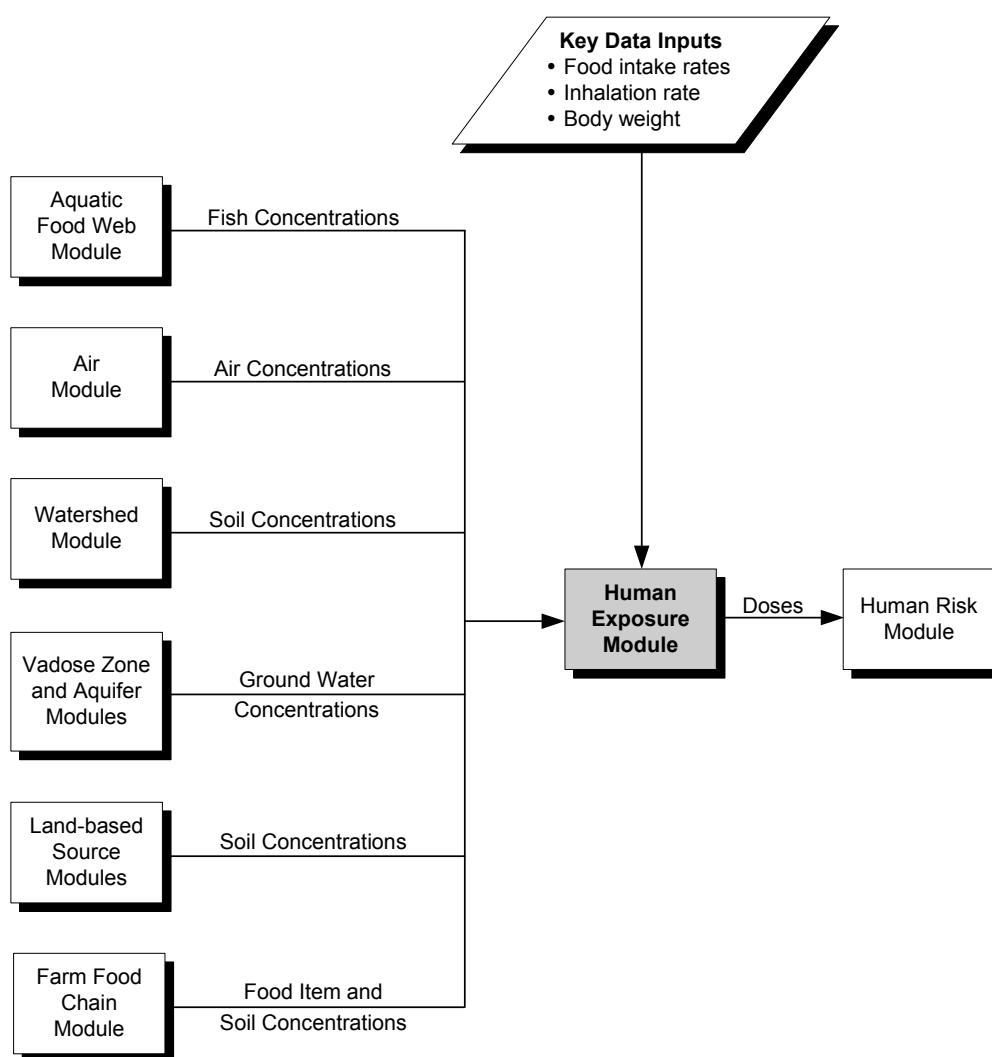 Key Data Inputs
• Food intake rates
• Inhalation rate
• Body weight
Aquatic
Food Web
Module
Fish Concentrations
Air
Module
Air Concentrations
Watershed
Module
Soil Concentrations
Vadose Zone
and Aquifer
Modules
Ground Water
Concentrations
Land-based
Source
Modules
Soil Concentrations
Farm Food
Chain
Module
Food Item and
Soil Concentrations
Human
Exposure
Module
Doses
Human Risk
Module